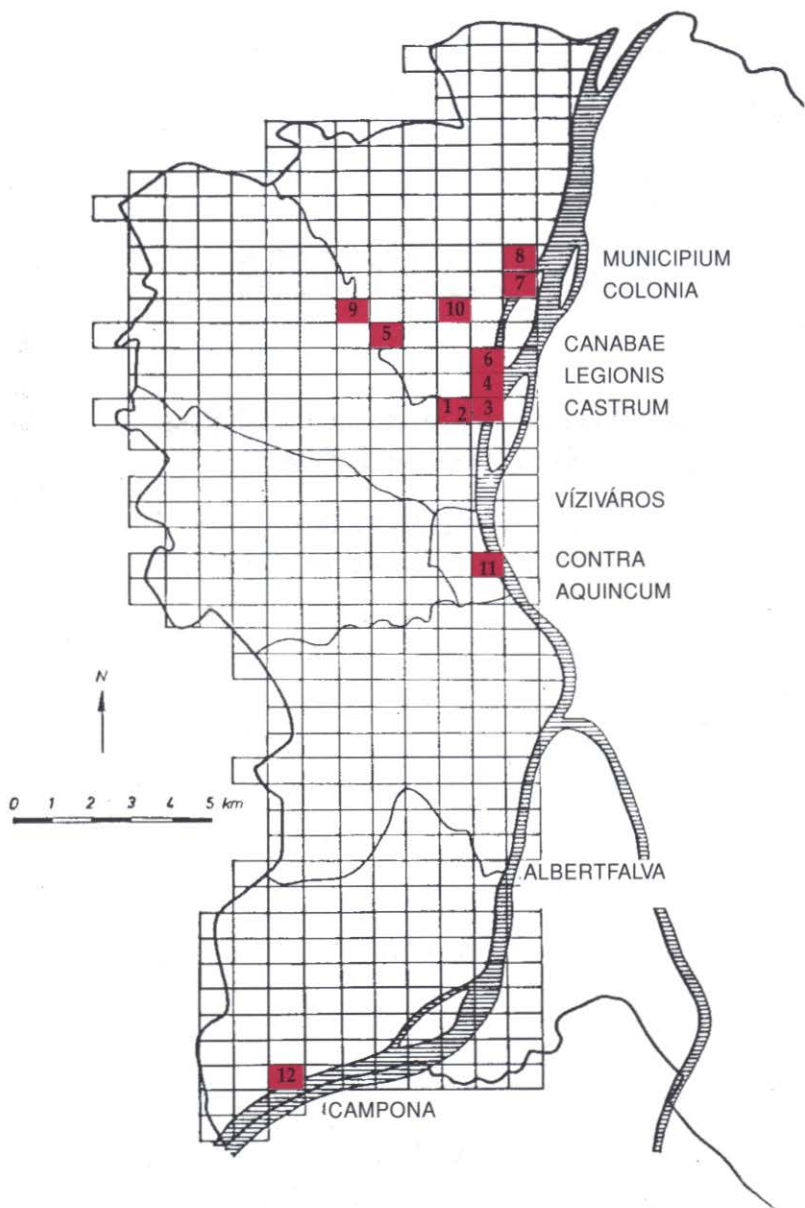 8
MUNICIPIUM
7
COLONIA
9
10
5
CANABAE
6
LEGIONIS
4
1
2
3
CASTRUM
VÍZIVÁROS
CONTRA
11
AQUINCUM
N
0 1 2 3 4 5 km
ALBERTFALVA
12
CAMPONA